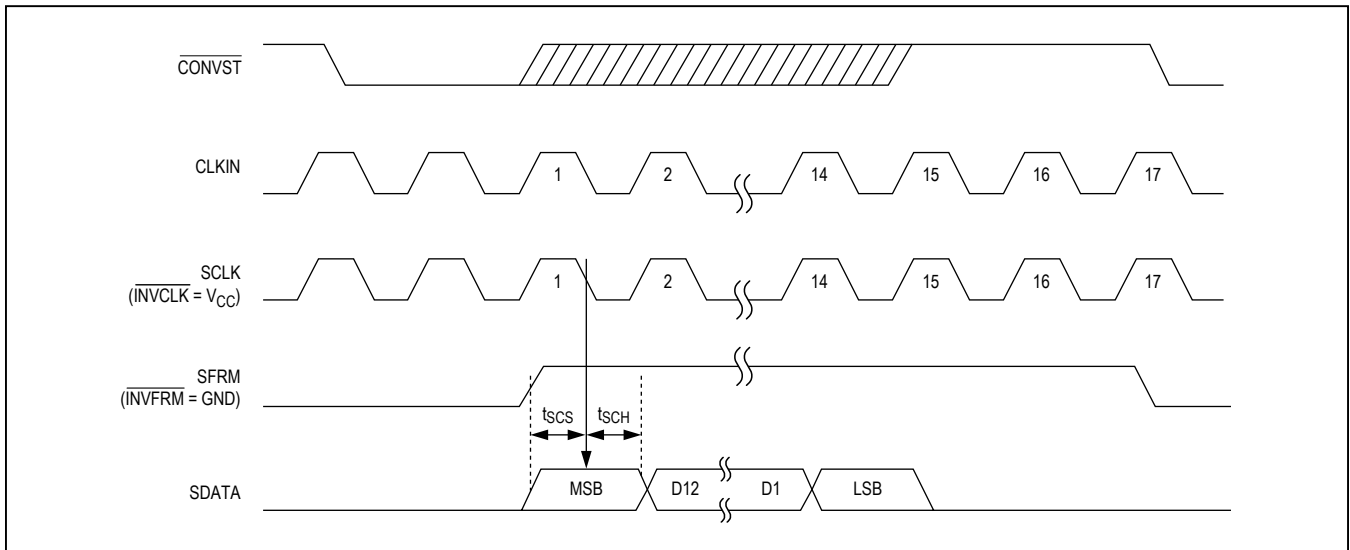 CONVST
CLKIN
1 2 14 15 16 17
SCLK
(INVCLK = VCC)
1 2 14 15 16 17
SFRM
(INVFRM = GND)
tSCS tSCH
SDATA
MSB D12 D1 LSB